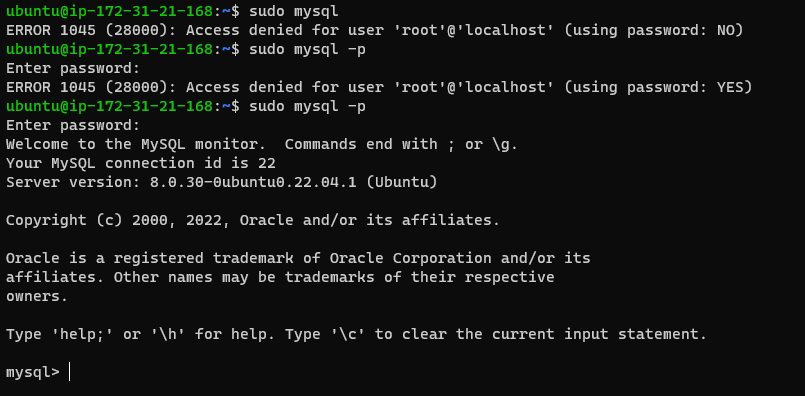 ubuntu@ip-172-31-21-168:~$ sudo mysql
ERROR 1045 (28000): Access denied for user 'root'@'localhost' (using password: NO)
ubuntu@ip-172-31-21-168:~$ sudo mysql -p
Enter password:
ERROR 1045 (28000): Access denied for user 'root'@'localhost' (using password: YES)
ubuntu@ip-172-31-21-168:~$ sudo mysql -p
Enter password:
Welcome to the MySQL monitor.  Commands end with ; or \g.
Your MySQL connection id is 22
Server version: 8.0.30-0ubuntu0.22.04.1 (Ubuntu)

Copyright (c) 2000, 2022, Oracle and/or its affiliates.

Oracle is a registered trademark of Oracle Corporation and/or its
affiliates. Other names may be trademarks of their respective
owners.

Type 'help;' or '\h' for help. Type '\c' to clear the current input statement.

mysql>